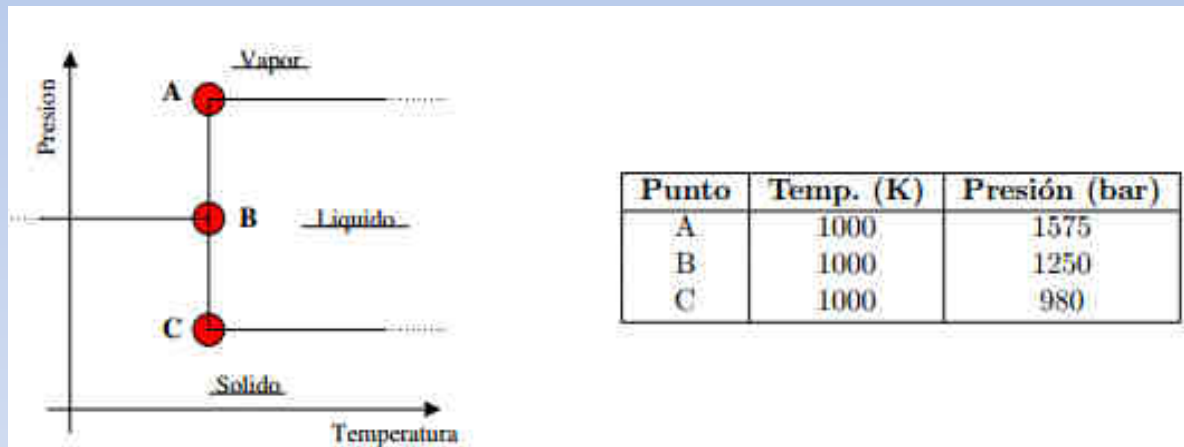 Vapor
A
Presion
B
Liquido
C
Solido
Temperatura
Punto Temp. (K) Presión (bar)
A 1000 1575
B 1000 1250
C 1000 980